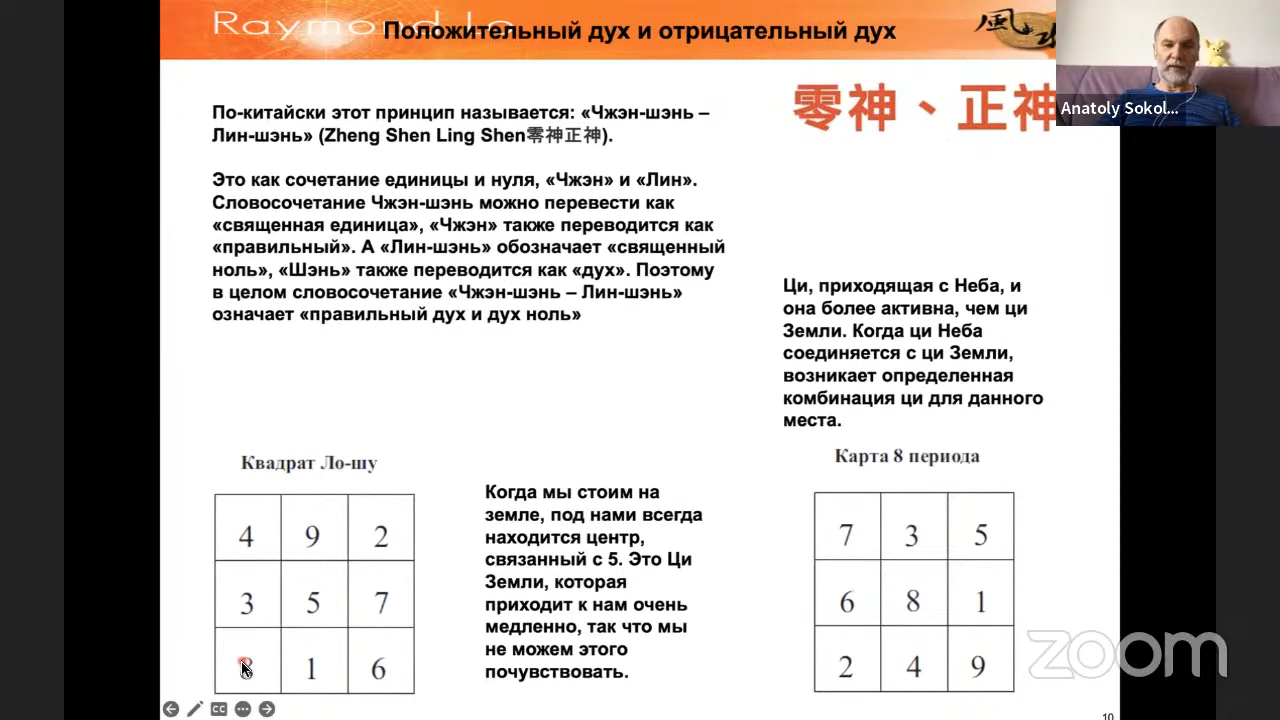 Raymond Lo
Положительный дух и отрицательный дух
零神、正神
Anatoly Sokol...
По-китайски этот принцип называется: «Чжэн-шэнь –
Лин-шэнь» (Zheng Shen Ling Shen零神正神).
Это как сочетание единицы и нуля, «Чжэн» и «Лин».
Словосочетание Чжэн-шэнь можно перевести как
«священная единица», «Чжэн» также переводится как
«правильный». А «Лин-шэнь» обозначает «священный
ноль», «Шэнь» также переводится как «дух». Поэтому
в целом словосочетание «Чжэн-шэнь – Лин-шэнь»
означает «правильный дух и дух ноль»
Ци, приходящая с Неба, и
она более активна, чем ци
Земли. Когда ци Неба
соединяется с ци Земли,
возникает определенная
комбинация ци для данного
места.
Квадрат Ло-шу
4 9 2
3 5 7
8 1 6
Когда мы стоим на
земле, под нами всегда
находится центр,
связанный с 5. Это Ци
Земли, которая
приходит к нам очень
медленно, так что мы
не можем этого
почувствовать.
Карта 8 периода
7 3 5
6 8 1
2 4 9
zoom
CC
10